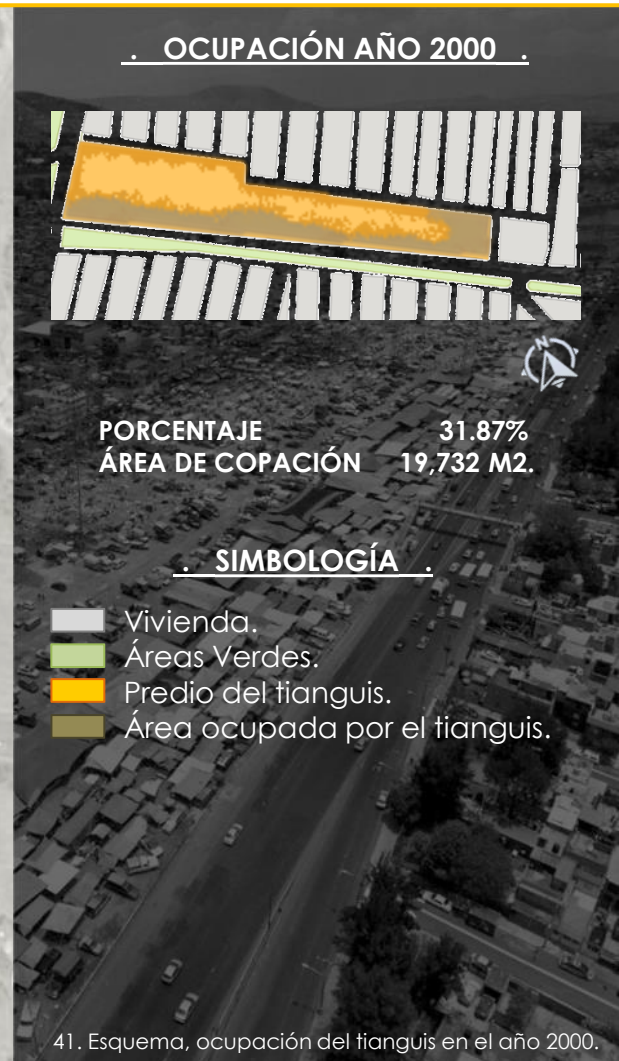 . OCUPACIÓN AÑO 2000 .
N
PORCENTAJE 31.87%
ÁREA DE COPACIÓN 19,732 M2.
. SIMBOLOGÍA .
Vivienda.
Áreas Verdes.
Predio del tianguis.
Área ocupada por el tianguis.
41. Esquema, ocupación del tianguis en el año 2000.